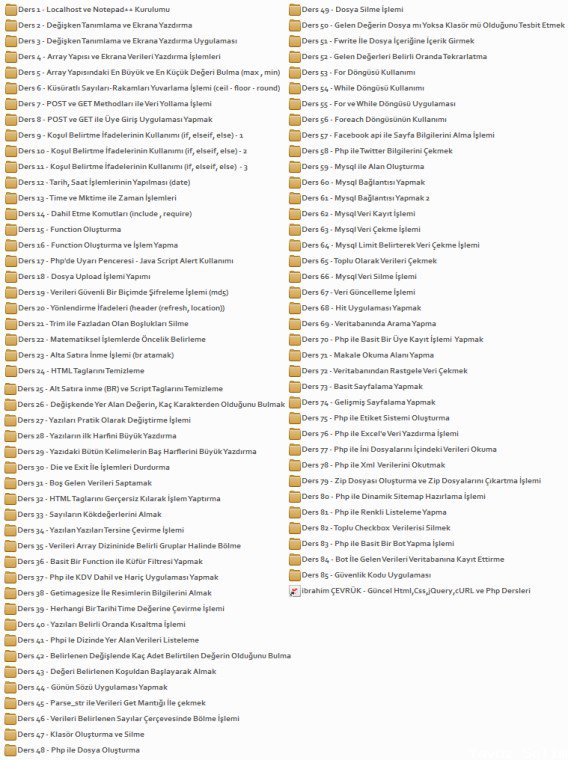 Ders 1 - Localhost ve Notepad++ Kurulumu
Ders 2 - Değişken Tanımlama ve Ekrana Yazdırma
Ders 3 - Değişken Tanımlama ve Ekrana Yazdırma Uygulaması
Ders 4 - Array Yapısı ve Ekrana Verileri Yazdırma İşlemleri
Ders 5 - Array Yapısındaki En Büyük ve En Küçük Değeri Bulma (max , min)
Ders 6 - Küsüratlı Sayıları-Rakamları Yuvarlama İşlemi (ceil - floor - round)
Ders 7 - POST ve GET Methodları ile Veri Yollama İşlemi
Ders 8 - POST ve GET ile Üye Giriş Uygulaması Yapmak
Ders 9 - Koşul Belirtme İfadelerinin Kullanımı (if, elseif, else) - 1
Ders 10 - Koşul Belirtme İfadelerinin Kullanımı (if, elseif, else) - 2
Ders 11 - Koşul Belirtme İfadelerinin Kullanımı (if, elseif, else) - 3
Ders 12 - Tarih, Saat İşlemlerinin Yapılması (date)
Ders 13 - Time ve Mktime ile Zaman İşlemleri
Ders 14 - Dahil Etme Komutları (include , require)
Ders 15 - Function Oluşturma
Ders 16 - Function Oluşturma ve İşlem Yapma
Ders 17 - Php'de Uyarı Penceresi - Java Script Alert Kullanımı
Ders 18 - Dosya Upload İşlemi Yapımı
Ders 19 - Verileri Güvenli Bir Biçimde Şifreleme İşlemi (md5)
Ders 20 - Yönlendirme İfadeleri (header (refresh, location))
Ders 21 - Trim ile Fazladan Olan Boşlukları Silme
Ders 22 - Matematiksel İşlemlerde Öncelik Belirleme
Ders 23 - Alta Satıra İnme İşlemi (br atamak)
Ders 24 - HTML Taglarını Temizleme
Ders 25 - Alt Satıra inme (BR) ve Script Taglarını Temizleme
Ders 26 - Değişkende Yer Alan Değerin, Kaç Karakterden Olduğunu Bulmak
Ders 27 - Yazıları Pratik Olarak Değiştirme İşlemi
Ders 28 - Yazıların ilk Harfini Büyük Yazdırma
Ders 29 - Yazıdaki Bütün Kelimelerin Baş Harflerini Büyük Yazdırma
Ders 30 - Die ve Exit İle İşlemleri Durdurma
Ders 31 - Boş Gelen Verileri Saptamak
Ders 32 - HTML Taglarını Gerçersiz Kılarak İşlem Yaptırma
Ders 33 - Sayıların Kökdeğerlerini Almak
Ders 34 - Yazılan Yazıları Tersine Çevirme İşlemi
Ders 35 - Verileri Array Dizininide Belirli Gruplar Halinde Bölme
Ders 36 - Basit Bir Function ile Küfür Filtresi Yapmak
Ders 37 - Php ile KDV Dahil ve Hariç Uygulaması Yapmak
Ders 38 - Getimagesize İle Resimlerin Bilgilerini Almak
Ders 39 - Herhangi Bir Tarihi Time Değerine Çevirme İşlemi
Ders 40 - Yazıları Belirli Oranda Kısaltma İşlemi
Ders 41 - Phpi le Dizinde Yer Alan Verileri Listeleme
Ders 42 - Belirlenen Değişlende Kaç Adet Belirtilen Değerin Olduğunu Bulma
Ders 43 - Değeri Belirlenen Koşuldan Başlayarak Almak
Ders 44 - Günün Sözü Uygulaması Yapmak
Ders 45 - Parse_str ile Verileri Get Mantığı İle çekmek
Ders 46 - Verileri Belirlenen Sayılar Çerçevesinde Bölme İşlemi
Ders 47 - Klasör Oluşturma ve Silme
Ders 48 - Php ile Dosya Oluşturma
Ders 49 - Dosya Silme İşlemi
Ders 50 - Gelen Değerin Dosya mı Yoksa Klasör mü Olduğunu Tesbit Etmek
Ders 51 - Fwrite İle Dosya İçeriğine İçerik Girmek
Ders 52 - Gelen Değerleri Belirli Oranda Tekrarlatma
Ders 53 - For Döngüsü Kullanımı
Ders 54 - While Döngüsü Kullanımı
Ders 55 - For ve While Döngüsü Uygulaması
Ders 56 - Foreach Döngüsünün Kullanımı
Ders 57 - Facebook api ile Sayfa Bilgilerini Alma İşlemi
Ders 58 - Php ile Twitter Bilgilerini Çekmek
Ders 59 - Mysql ile Alan Oluşturma
Ders 60 - Mysql Bağlantısı Yapmak
Ders 61 - Mysql Bağlantısı Yapmak 2
Ders 62 - Mysql Veri Kayıt İşlemi
Ders 63 - Mysql Veri Çekme İşlemi
Ders 64 - Mysql Limit Belirterek Veri Çekme İşlemi
Ders 65 - Toplu Olarak Verileri Çekmek
Ders 66 - Mysql Veri Silme İşlemi
Ders 67 - Veri Güncelleme İşlemi
Ders 68 - Hit Uygulaması Yapmak
Ders 69 - Veritabanında Arama Yapma
Ders 70 - Php ile Basit Bir Üye Kayıt İşlemi Yapmak
Ders 71 - Makale Okuma Alanı Yapma
Ders 72 - Veritabanından Rastgele Veri Çekmek
Ders 73 - Basit Sayfalama Yapmak
Ders 74 - Gelişmiş Sayfalama Yapmak
Ders 75 - Php ile Etiket Sistemi Oluşturma
Ders 76 - Php ile Excel'e Veri Yazdırma İşlemi
Ders 77 - Php ile İni Dosyalarını İçindeki Verileri Okuma
Ders 78 - Php ile Xml Verilerini Okutmak
Ders 79 - Zip Dosyası Oluşturma ve Zip Dosyalarını Çıkartma İşlemi
Ders 80 - Php ile Dinamik Sitemap Hazırlama İşlemi
Ders 81 - Php ile Renkli Listeleme Yapma
Ders 82 - Toplu Checkbox Verilerisi Silmek
Ders 83 - Php ile Basit Bir Bot Yapma İşlemi
Ders 84 - Bot İle Gelen Verileri Veritabanına Kayıt Ettirme
Ders 85 - Güvenlik Kodu Uygulaması
ibrahim ÇEVRÜK - Güncel Html,Css,jQuery,cURL ve Php Dersleri